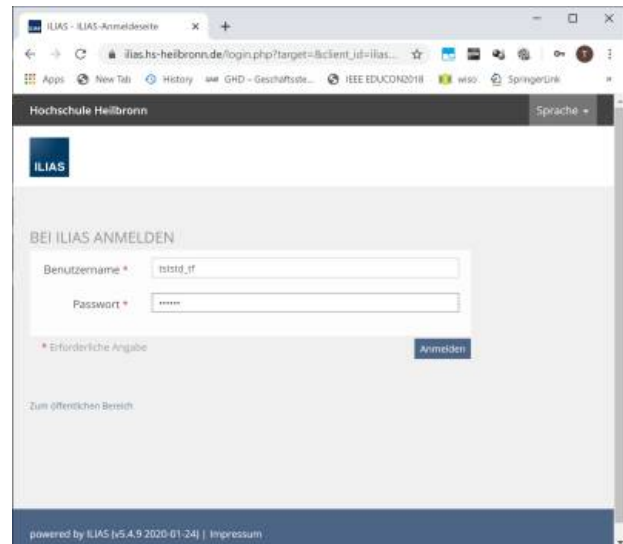 ILIAS - ILIAS-Anmeldeseite
ilias.hs-heilbronn.de/login.php?target=&client_id=ilias...
Apps New Tab History GHD - Geschäftsste... IEEE EDUCON2018 wiso SpringerLink »
Hochschule Heilbronn Sprache
ILIAS
BEI ILIAS ANMELDEN
Benutzername * tststd_tf
Passwort * ••••••
* Erforderliche Angabe Anmelden
Zum öffentlichen Bereich
powered by ILIAS (v5.4.9 2020-01-24) | Impressum